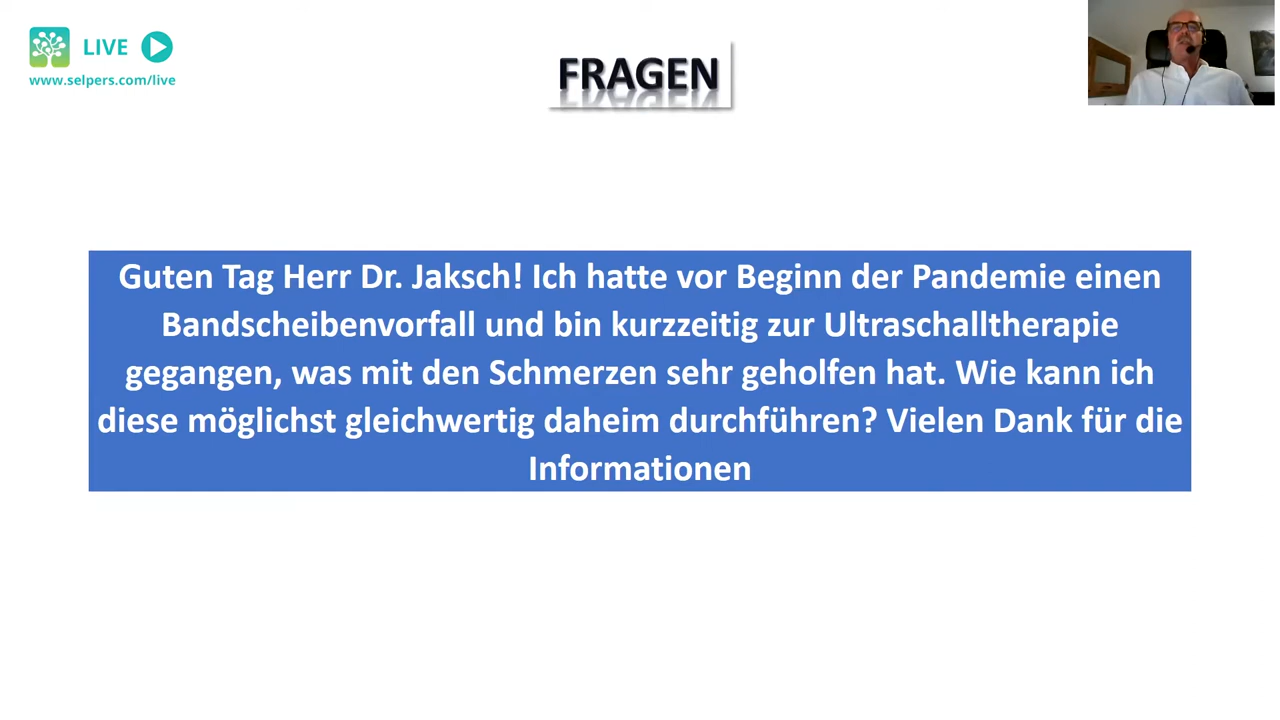 LIVE
www.selpers.com/live
FRAGEN
Guten Tag Herr Dr. Jaksch! Ich hatte vor Beginn der Pandemie einen
Bandscheibenvorfall und bin kurzzeitig zur Ultraschalltherapie
gegangen, was mit den Schmerzen sehr geholfen hat. Wie kann ich
diese möglichst gleichwertig daheim durchführen? Vielen Dank für die
Informationen